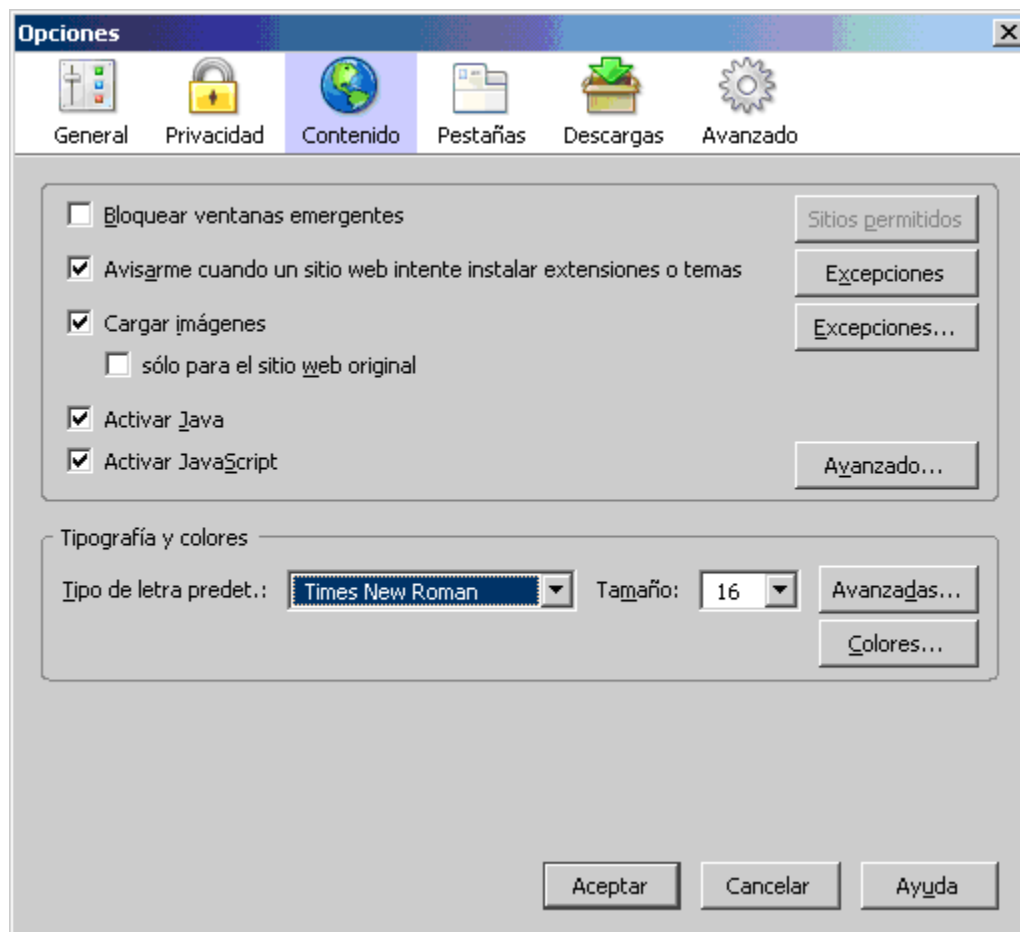 Opciones
General Privacidad Contenido Pestañas Descargas Avanzado
Bloquear ventanas emergentes Sitios permitidos
Avisarme cuando un sitio web intente instalar extensiones o temas Excepciones
Cargar imágenes Excepciones...
sólo para el sitio web original
Activar Java
Activar JavaScript Avanzado...
Tipografía y colores
Tipo de letra predet.: Times New Roman Tamaño: 16 Avanzadas...
Colores...
Aceptar Cancelar Ayuda